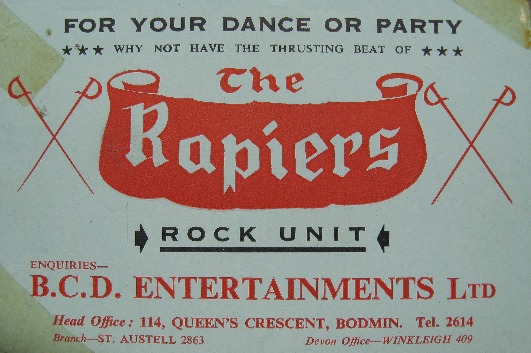 FOR YOUR DANCE OR PARTY
★★★ WHY NOT HAVE THE THRUSTING BEAT OF ★★★
The
Rapiers
ROCK UNIT
ENQUIRIES—
B.C.D. ENTERTAINMENTS LTD
Head Office: 114, QUEEN'S CRESCENT, BODMIN. Tel. 2614
Branch—ST. AUSTELL 2863 Devon Office—WINKLEIGH 409